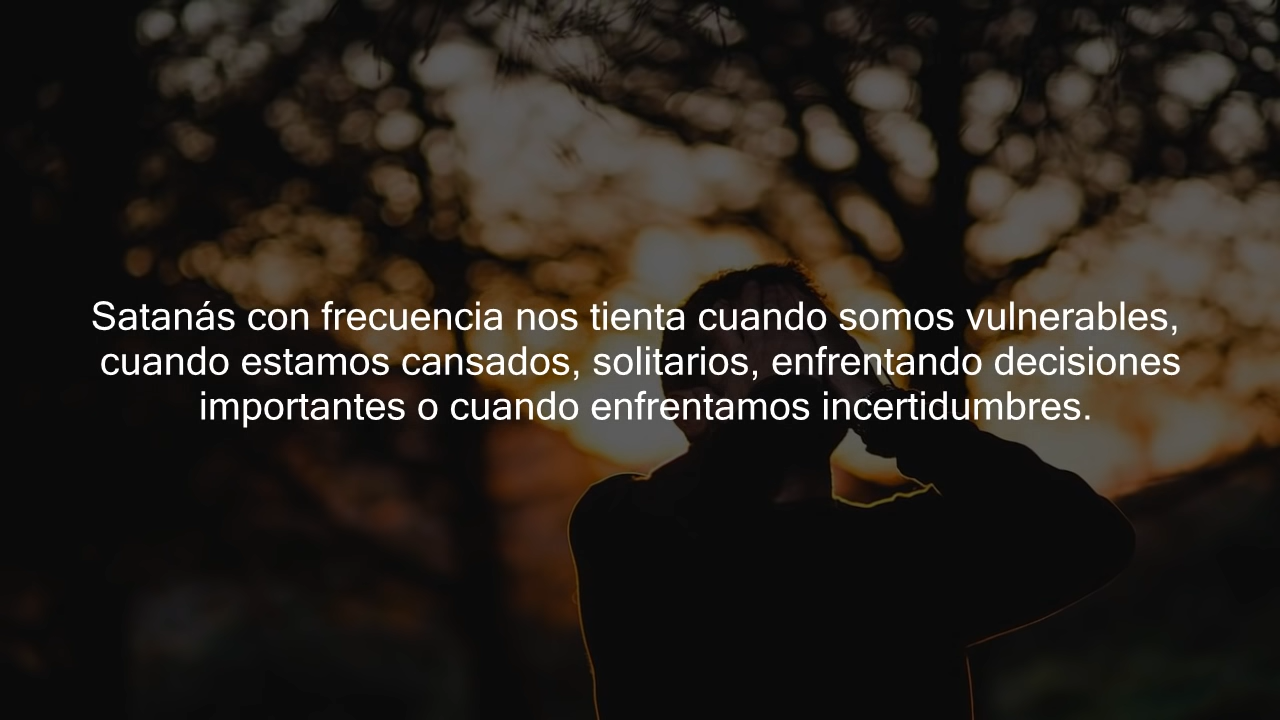 Satanás con frecuencia nos tienta cuando somos vulnerables,
cuando estamos cansados, solitarios, enfrentando decisiones
importantes o cuando enfrentamos incertidumbres.